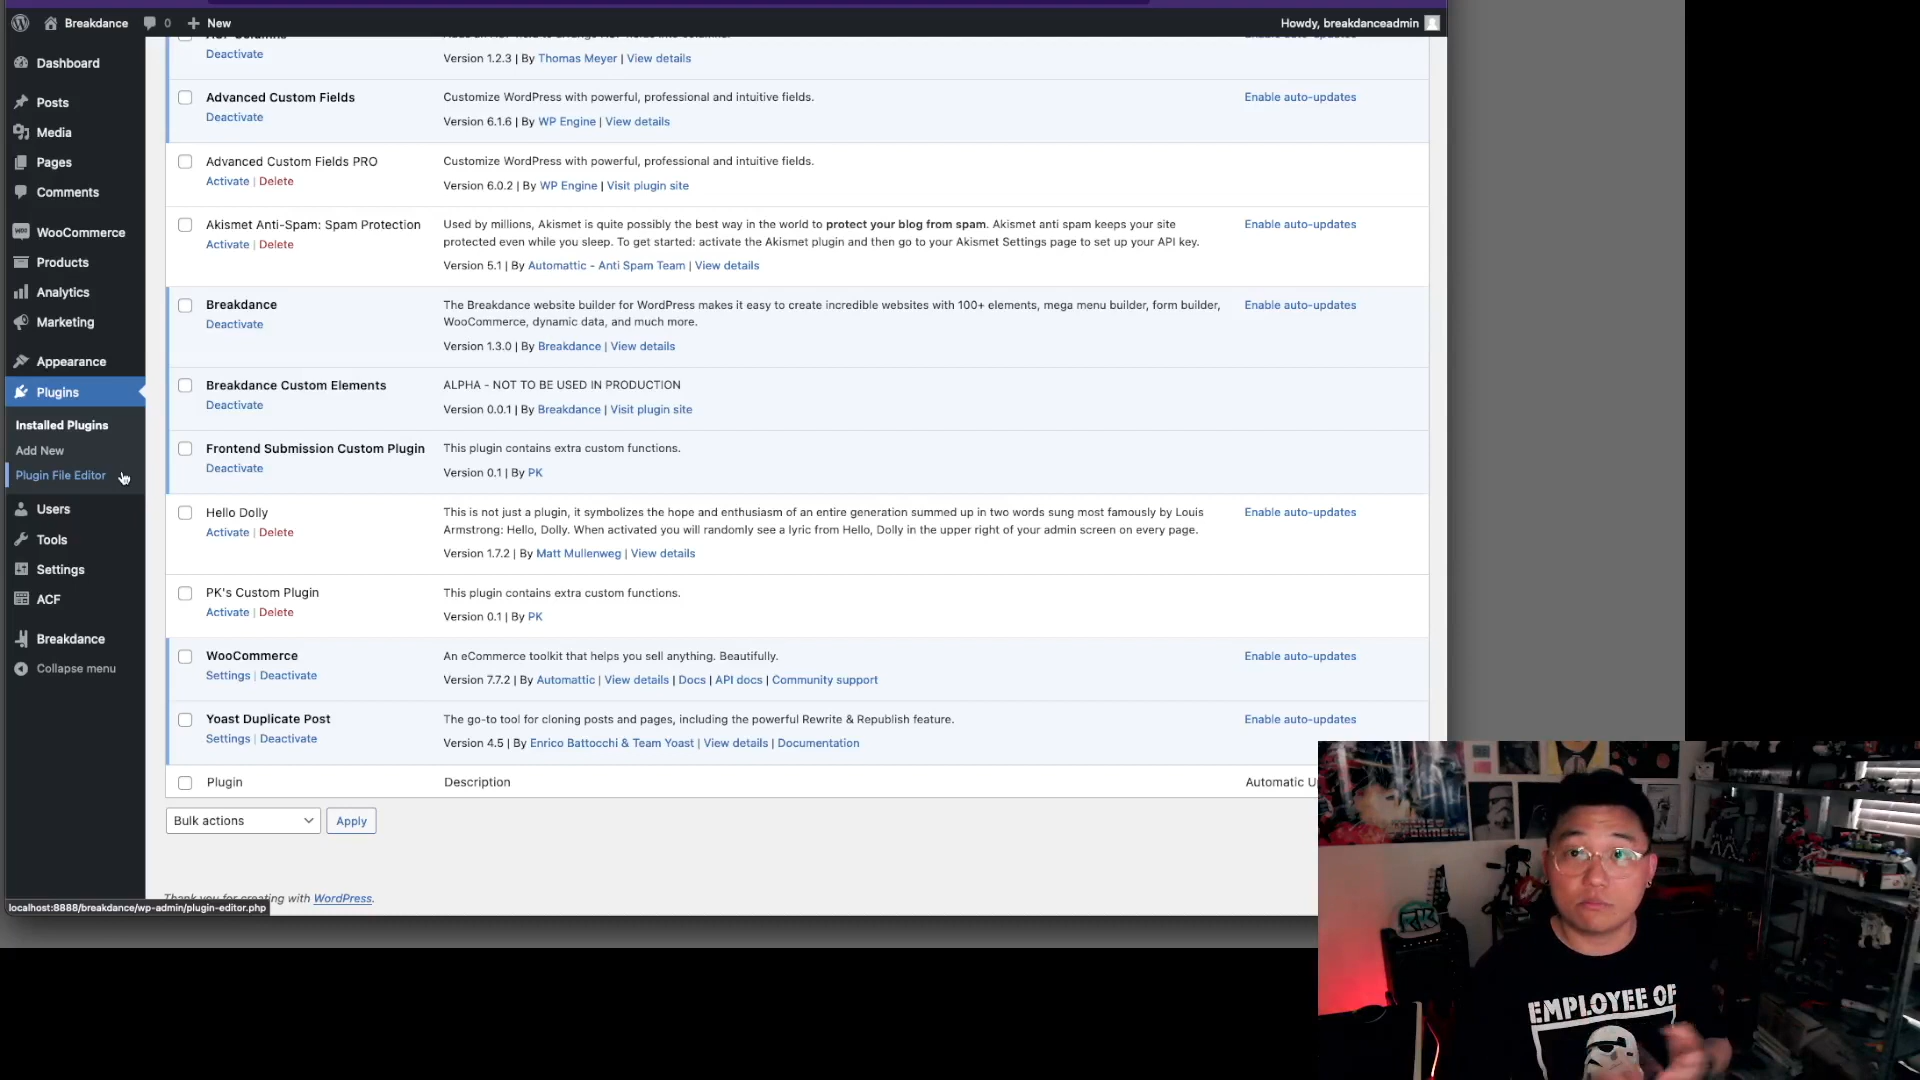 Breakdance 0 New Howdy, breakdanceadmin
Dashboard
Posts
Media
Pages
Comments
WooCommerce
Products
Analytics
Marketing
Appearance
Plugins
Installed Plugins
Add New
Plugin File Editor
Users
Tools
Settings
ACF
Breakdance
Collapse menu
Deactivate
Version 1.2.3 | By Thomas Meyer | View details
Enable auto-updates
Advanced Custom Fields
Deactivate
Customize WordPress with powerful, professional and intuitive fields.
Version 6.1.6 | By WP Engine | View details
Enable auto-updates
Advanced Custom Fields PRO
Activate | Delete
Customize WordPress with powerful, professional and intuitive fields.
Version 6.0.2 | By WP Engine | Visit plugin site
Akismet Anti-Spam: Spam Protection
Activate | Delete
Used by millions, Akismet is quite possibly the best way in the world to protect your blog from spam. Akismet anti spam keeps your site
protected even while you sleep. To get started: activate the Akismet plugin and then go to your Akismet Settings page to set up your API key.
Version 5.1 | By Automattic - Anti Spam Team | View details
Enable auto-updates
Breakdance
Deactivate
The Breakdance website builder for WordPress makes it easy to create incredible websites with 100+ elements, mega menu builder, form builder,
WooCommerce, dynamic data, and much more.
Version 1.3.0 | By Breakdance | View details
Enable auto-updates
Breakdance Custom Elements
Deactivate
ALPHA - NOT TO BE USED IN PRODUCTION
Version 0.0.1 | By Breakdance | Visit plugin site
Frontend Submission Custom Plugin
Deactivate
This plugin contains extra custom functions.
Version 0.1 | By PK
Hello Dolly
Activate | Delete
This is not just a plugin, it symbolizes the hope and enthusiasm of an entire generation summed up in two words sung most famously by Louis
Armstrong: Hello, Dolly. When activated you will randomly see a lyric from Hello, Dolly in the upper right of your admin screen on every page.
Version 1.7.2 | By Matt Mullenweg | View details
Enable auto-updates
PK's Custom Plugin
Activate | Delete
This plugin contains extra custom functions.
Version 0.1 | By PK
WooCommerce
Settings | Deactivate
An eCommerce toolkit that helps you sell anything. Beautifully.
Version 7.7.2 | By Automattic | View details | Docs | API docs | Community support
Enable auto-updates
Yoast Duplicate Post
Settings | Deactivate
The go-to tool for cloning posts and pages, including the powerful Rewrite & Republish feature.
Version 4.5 | By Enrico Battocchi & Team Yoast | View details | Documentation
Enable auto-updates
Plugin Description Automatic U
Bulk actions Apply
Thank you for creating with WordPress.
localhost:8888/breakdance/wp-admin/plugin-editor.php
EMPLOYEE OF